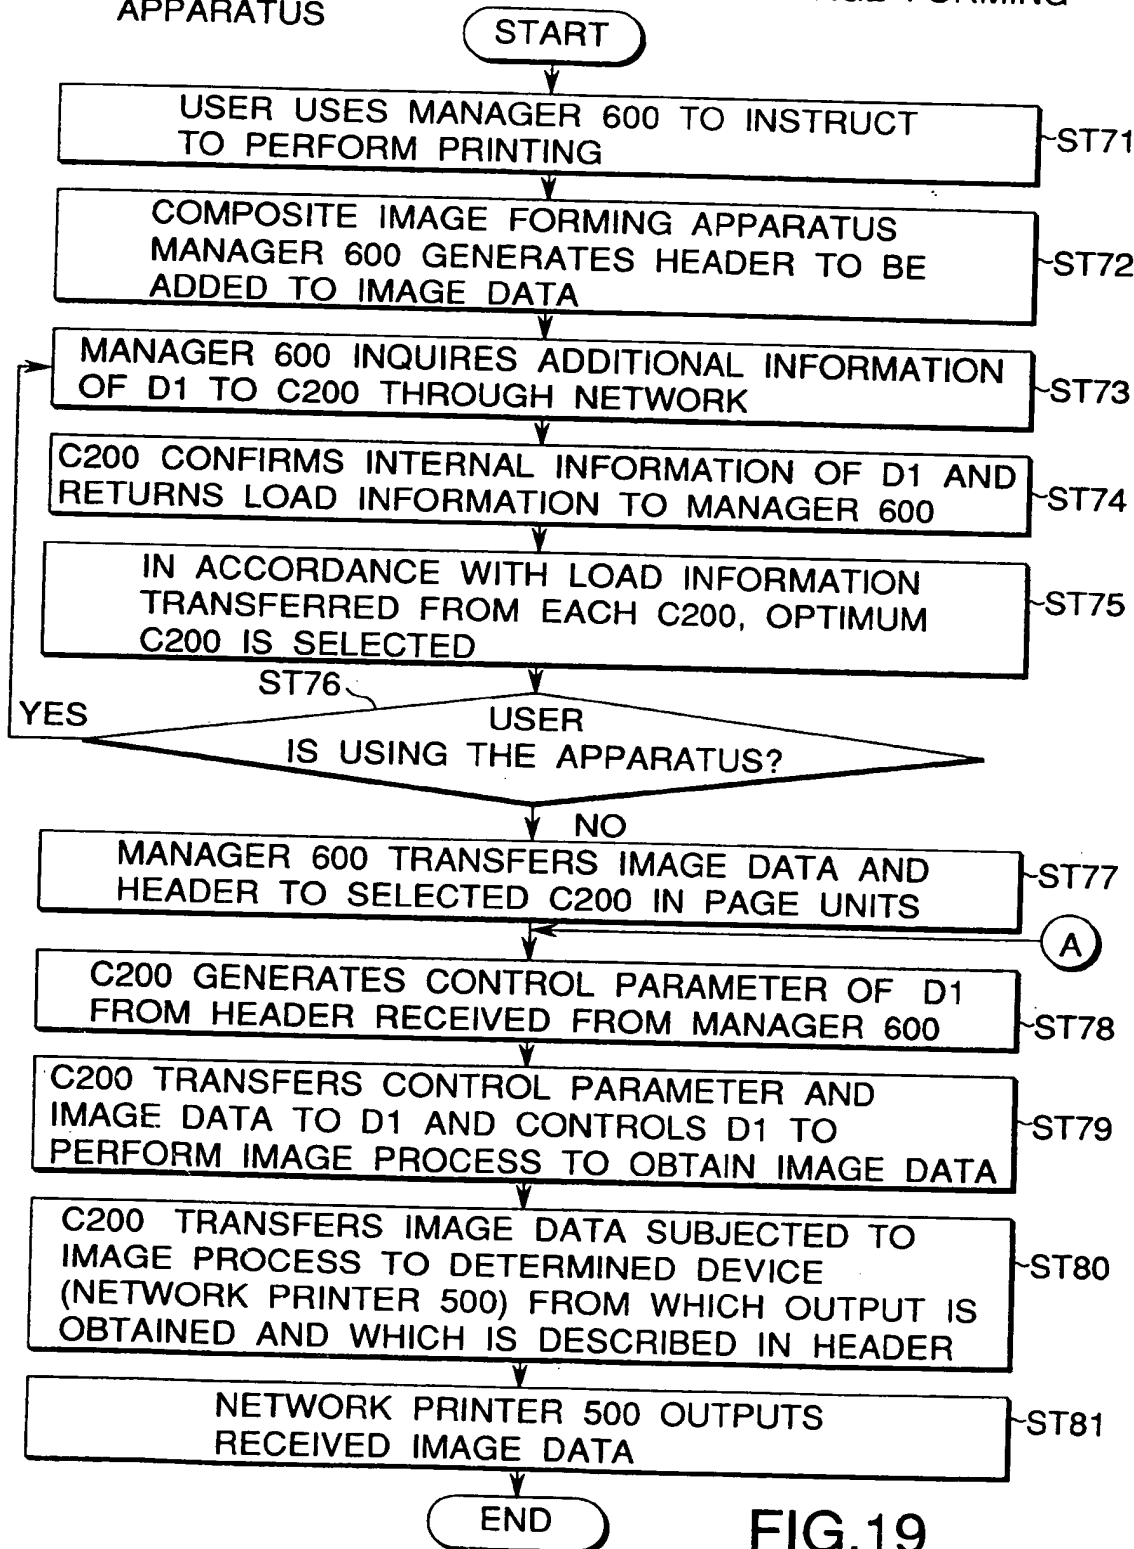 APPARATUS
FORMING
START
USER USES MANAGER 600 TO INSTRUCT
TO PERFORM PRINTING
ST71
COMPOSITE IMAGE FORMING APPARATUS
MANAGER 600 GENERATES HEADER TO BE
ADDED TO IMAGE DATA
ST72
MANAGER 600 INQUIRES ADDITIONAL INFORMATION
OF D1 TO C200 THROUGH NETWORK
ST73
C200 CONFIRMS INTERNAL INFORMATION OF D1 AND
RETURNS LOAD INFORMATION TO MANAGER 600
ST74
IN ACCORDANCE WITH LOAD INFORMATION
TRANSFERRED FROM EACH C200, OPTIMUM
C200 IS SELECTED
ST75
ST76
YES
USER
IS USING THE APPARATUS?
NO
MANAGER 600 TRANSFERS IMAGE DATA AND
HEADER TO SELECTED C200 IN PAGE UNITS
ST77
A
C200 GENERATES CONTROL PARAMETER OF D1
FROM HEADER RECEIVED FROM MANAGER 600
ST78
C200 TRANSFERS CONTROL PARAMETER AND
IMAGE DATA TO D1 AND CONTROLS D1 TO
PERFORM IMAGE PROCESS TO OBTAIN IMAGE DATA
ST79
C200 TRANSFERS IMAGE DATA SUBJECTED TO
IMAGE PROCESS TO DETERMINED DEVICE
(NETWORK PRINTER 500) FROM WHICH OUTPUT IS
OBTAINED AND WHICH IS DESCRIBED IN HEADER
ST80
NETWORK PRINTER 500 OUTPUTS
RECEIVED IMAGE DATA
ST81
END
FIG.19